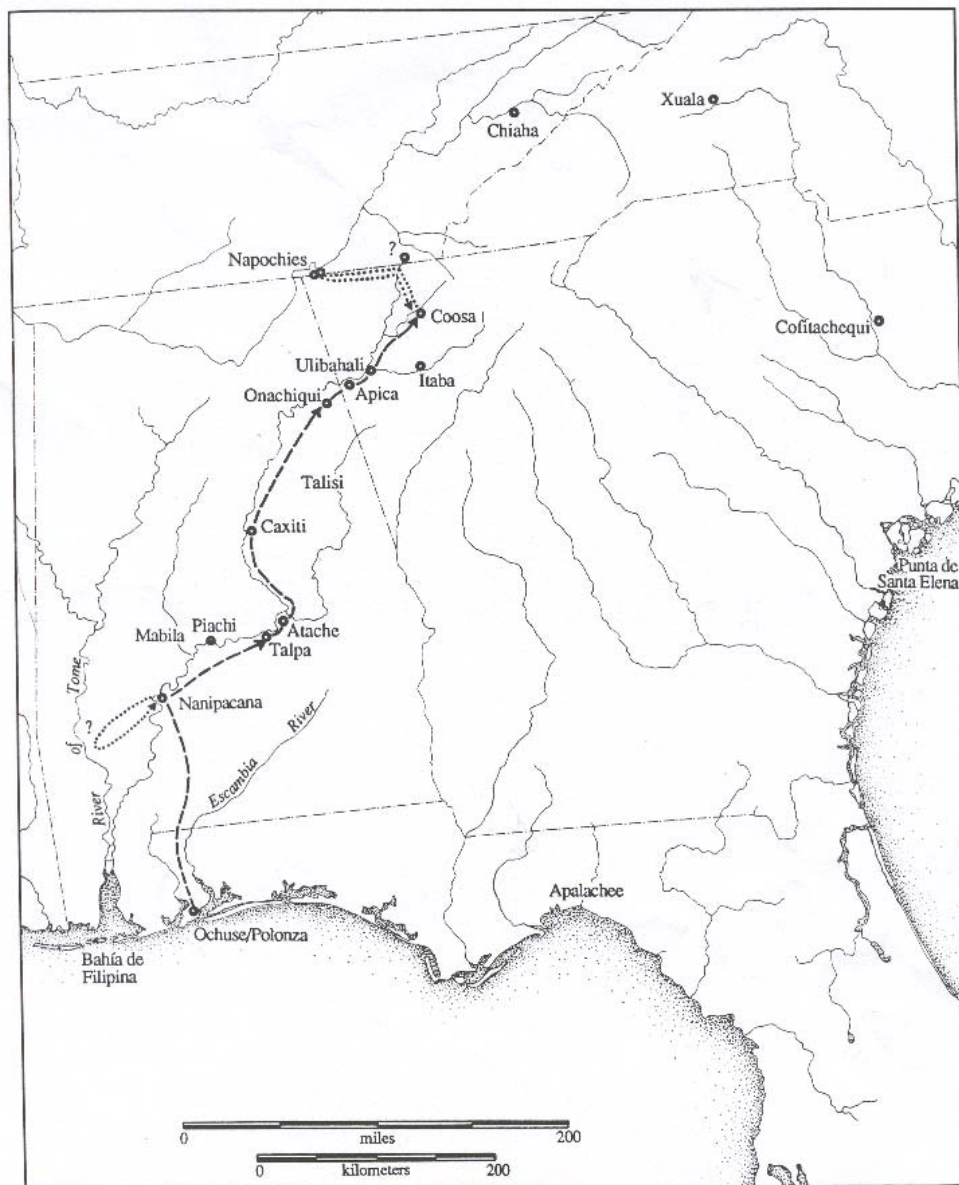 Xuala
Chiaha
?
Napochies
Coosa
Cofitachequi
Ulibahali
Itaba
Apica
Onachiqui
Talisi
Caxiti
Punta de
Santa Elena
Piachi
Atache
Mabila
Talpa
Nanipacana
?
River of Tome
Escambia River
Apalachee
Ochuse/Polonza
Bahía de
Filipina
0 200
miles
0 200
kilometers